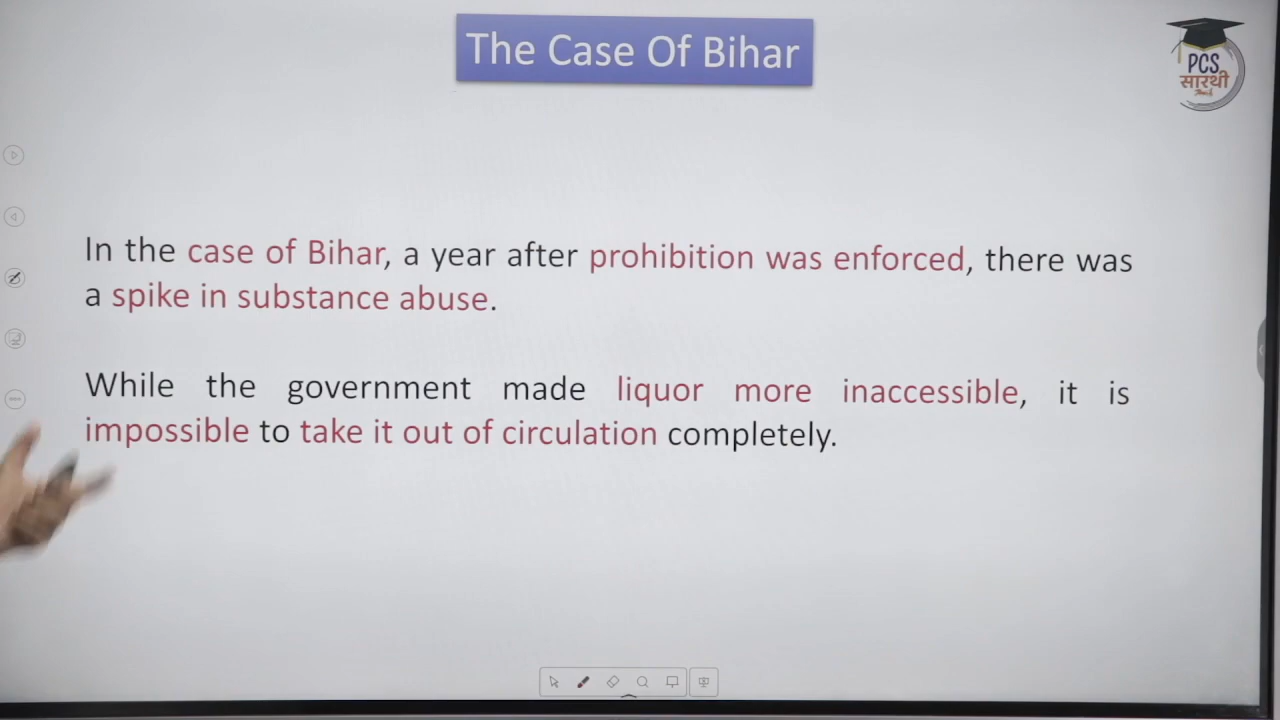 The Case Of Bihar
PCS
सारथी
In the case of Bihar, a year after prohibition was enforced, there was
a spike in substance abuse.
While the government made liquor more inaccessible, it is
impossible to take it out of circulation completely.